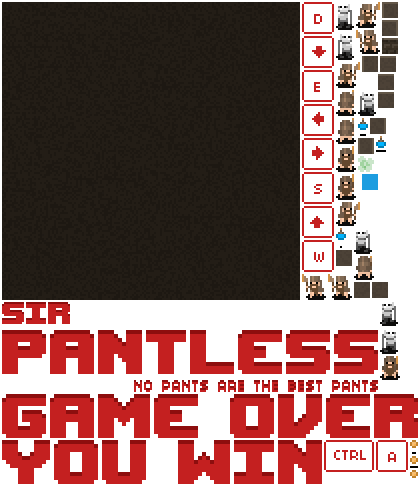 D
E
S
W
SIR
PANTLESS
NO PANTS ARE THE BEST PANTS
GAME OVER
YOU WIN
CTRL
A